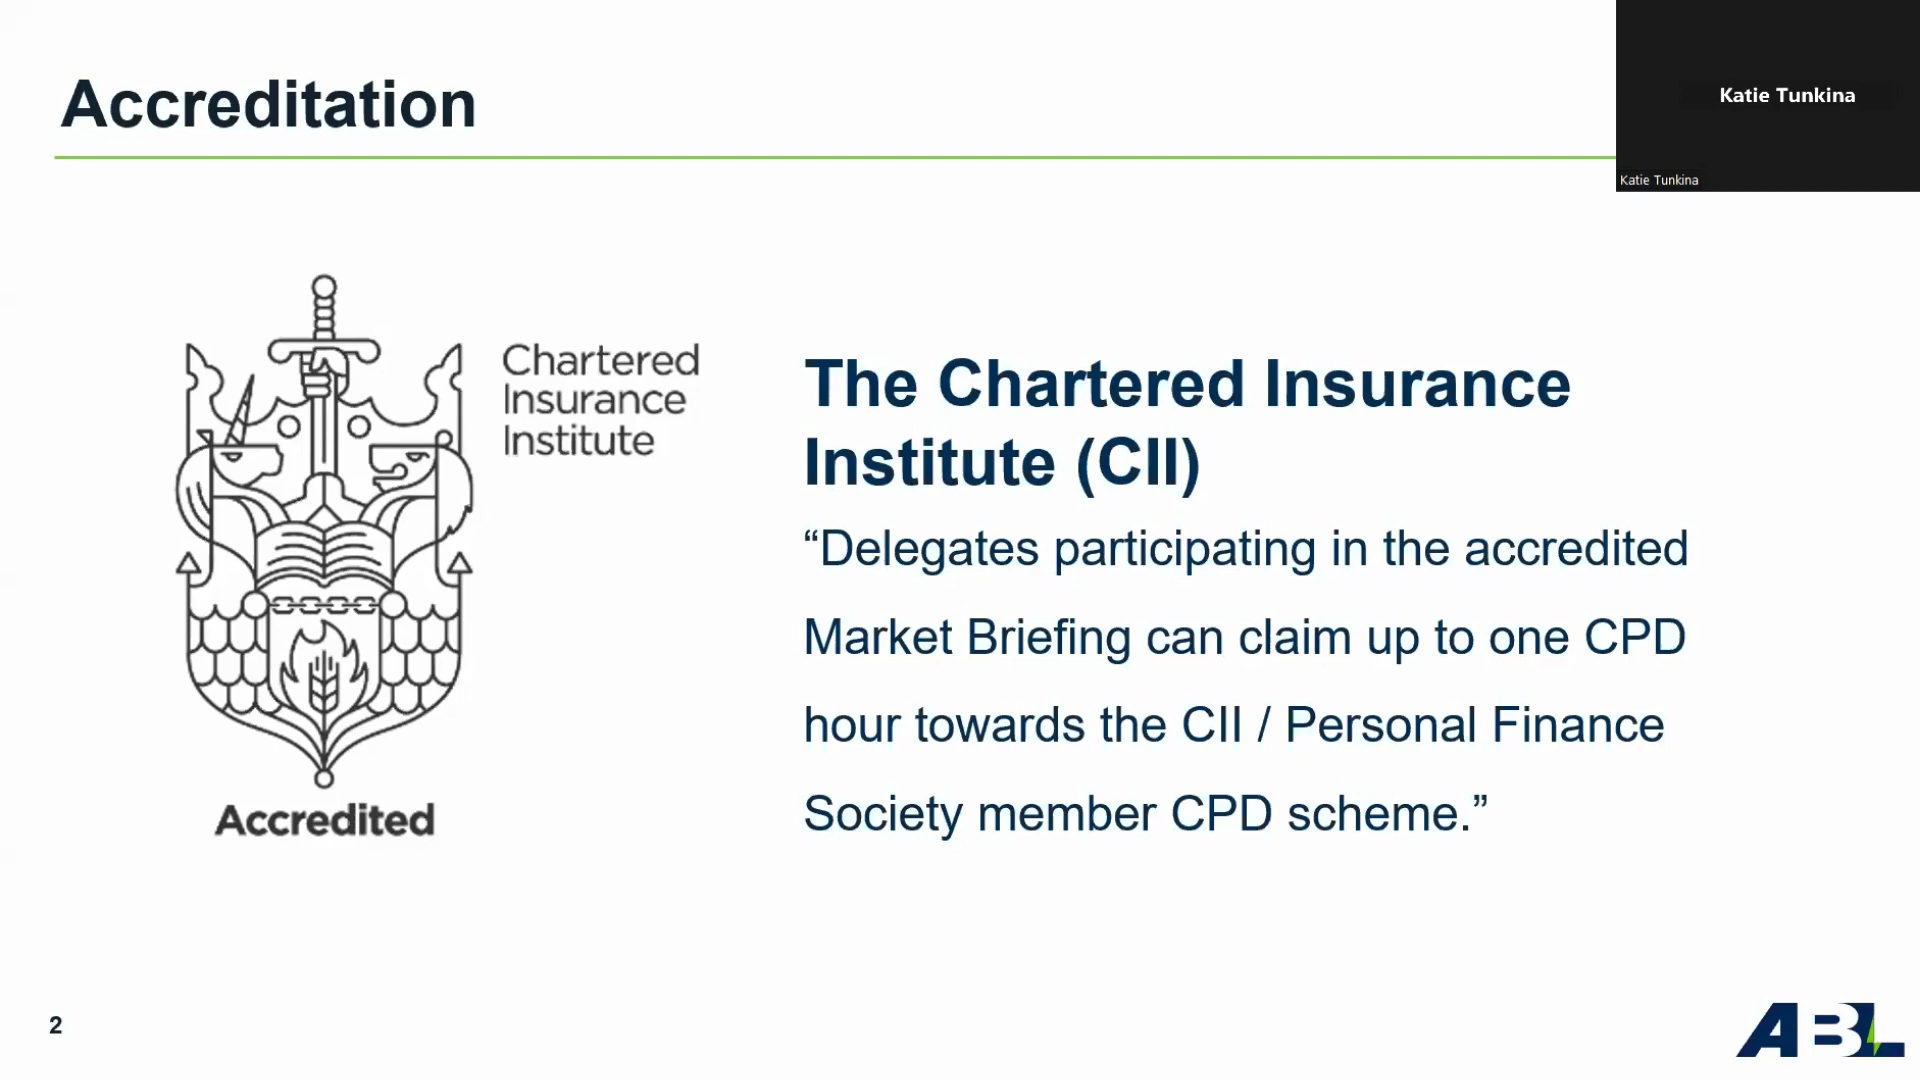 Accreditation
Katie Tunkina
Katie Tunkina
Chartered
Insurance
Institute
Accredited
The Chartered Insurance
Institute (CII)
“Delegates participating in the accredited
Market Briefing can claim up to one CPD
hour towards the CII / Personal Finance
Society member CPD scheme.”
2
ABL